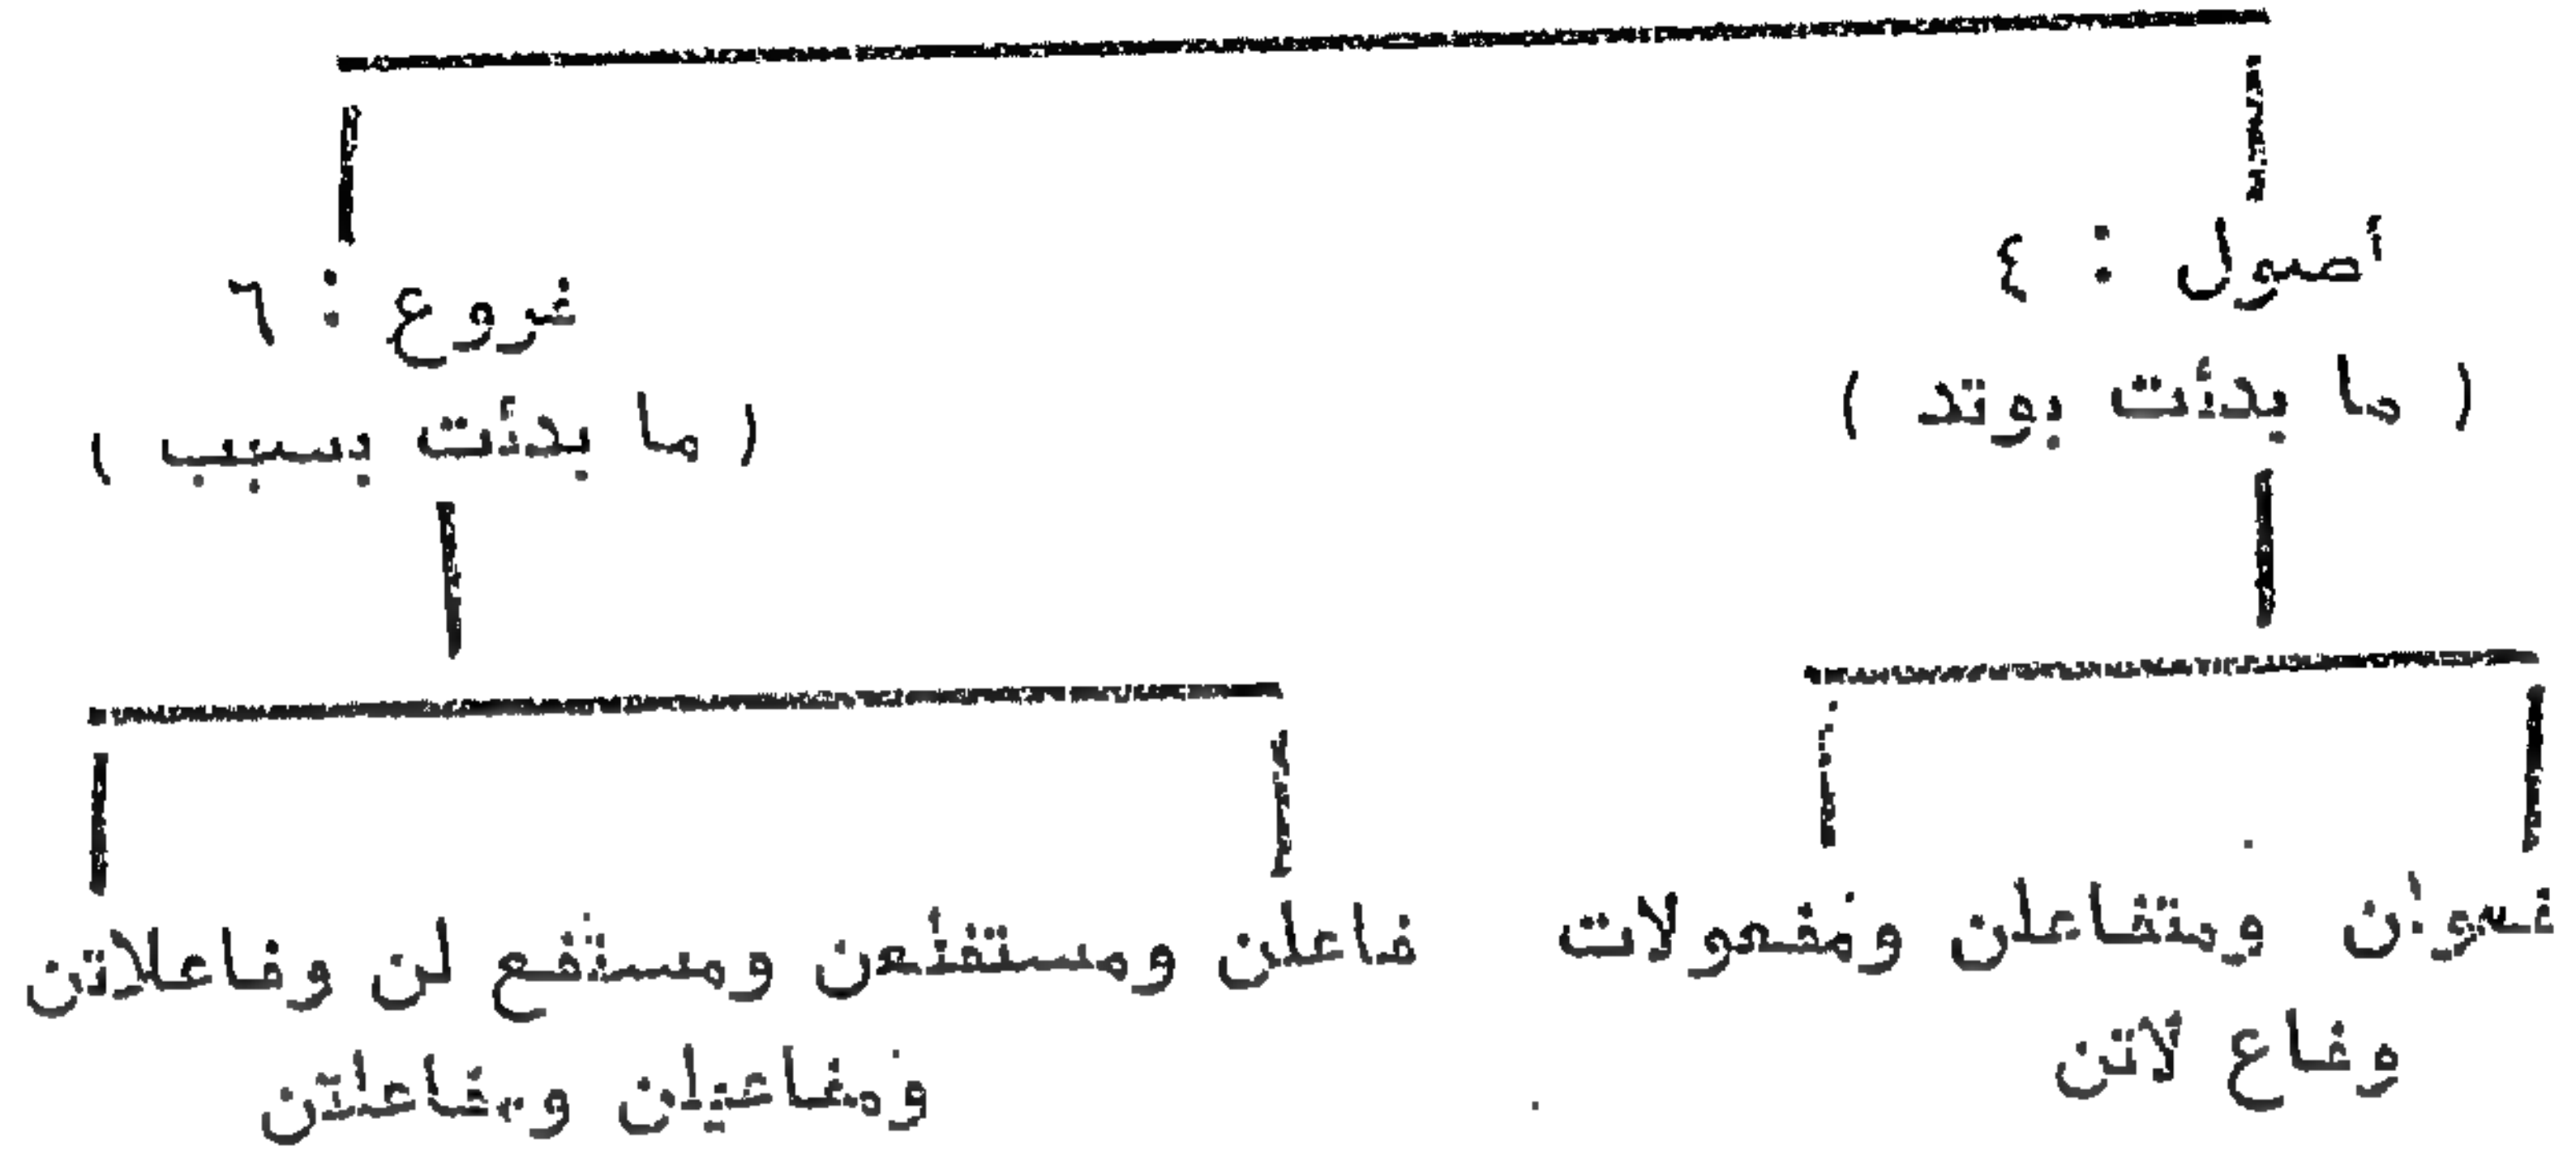 أصول : ٤
( ما بدئت بوتد )
فروع : ٦
( ما بدئت بسبب )
فعولن ومتفاعلن ومفعولات
وفاع لاتن
فاعلن ومستفعلن ومستفع لن وفاعلاتن
ومفاعيلن ومفاعلتن